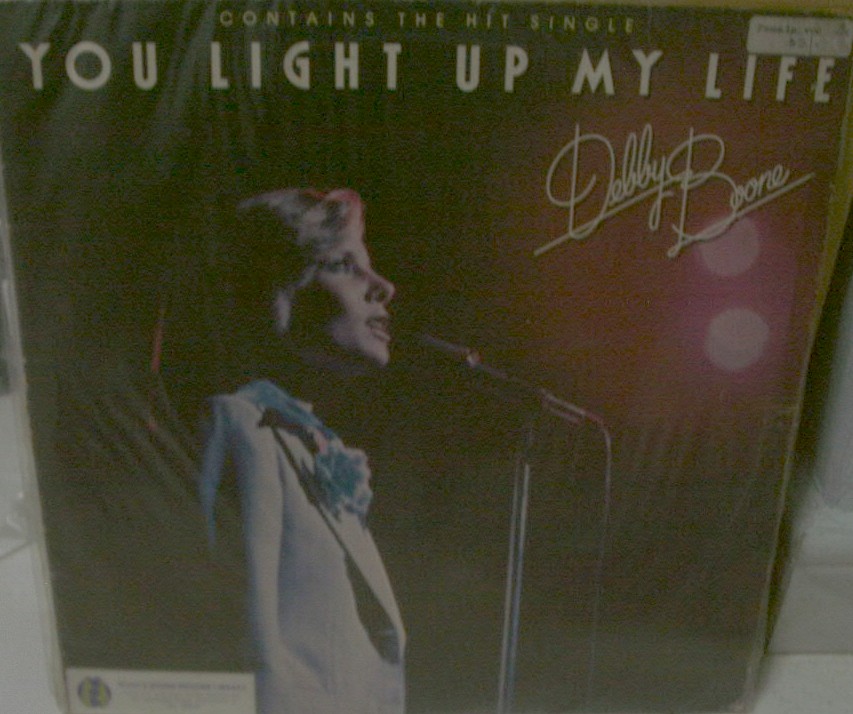 CONTAINS THE HIT SINGLE
YOU LIGHT UP MY LIFE
Debby Boone